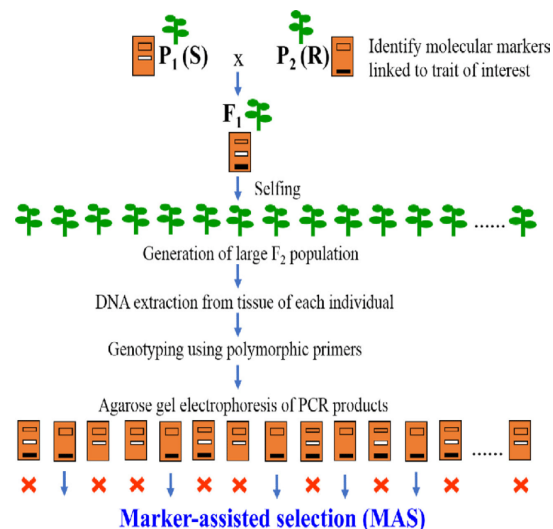 P1 (S) x P2 (R) Identify molecular markers
linked to trait of interest
F1
Selfing
......
Generation of large F2 population
DNA extraction from tissue of each individual
Genotyping using polymorphic primers
Agarose gel electrophoresis of PCR products
......
Marker-assisted selection (MAS)